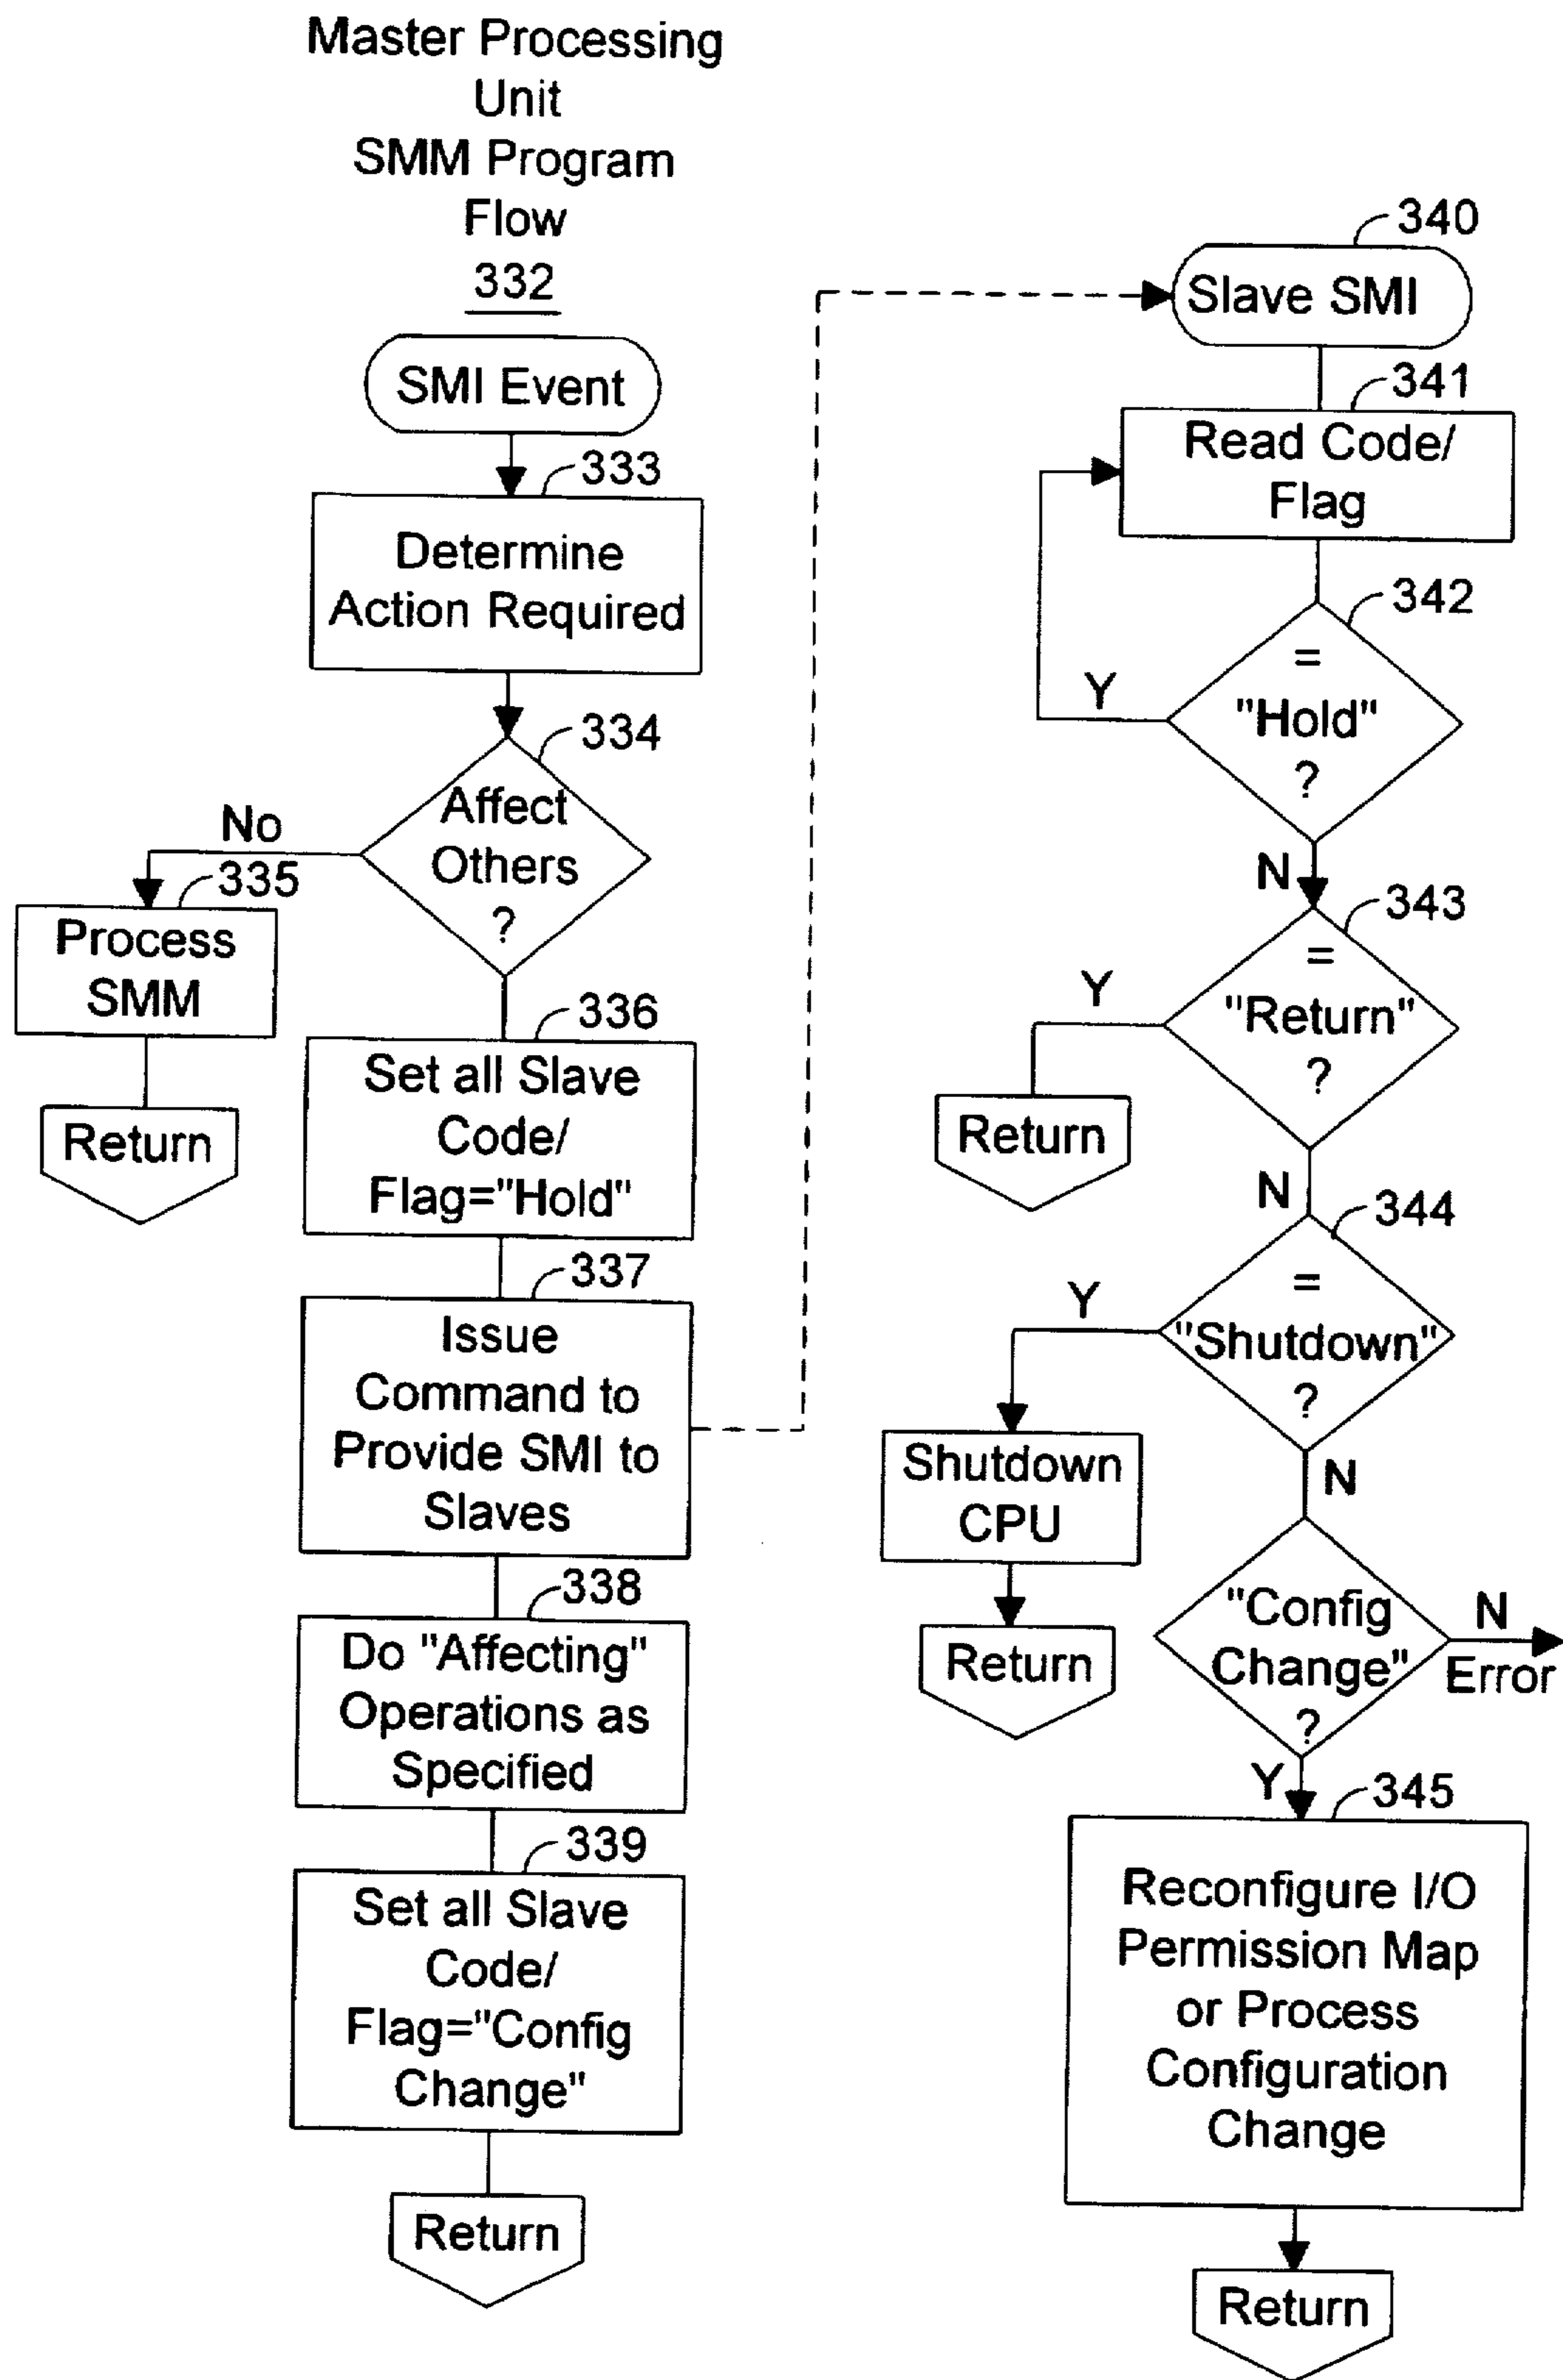 Master Processing
Unit
SMM Program
Flow
332
SMI Event
333
Determine
Action Required
334
Affect
Others
?
No
335
Process
SMM
Return
336
Set all Slave
Code/
Flag="Hold"
337
Issue
Command to
Provide SMI to
Slaves
338
Do "Affecting"
Operations as
Specified
339
Set all Slave
Code/
Flag="Config
Change"
Return
340
Slave SMI
341
Read Code/
Flag
342
=
"Hold"
?
Y
N
343
=
"Return"
?
Y
Return
N
344
=
"Shutdown"
?
Y
Shutdown
CPU
Return
N
"Config
Change"
?
N
Error
Y
345
Reconfigure I/O
Permission Map
or Process
Configuration
Change
Return